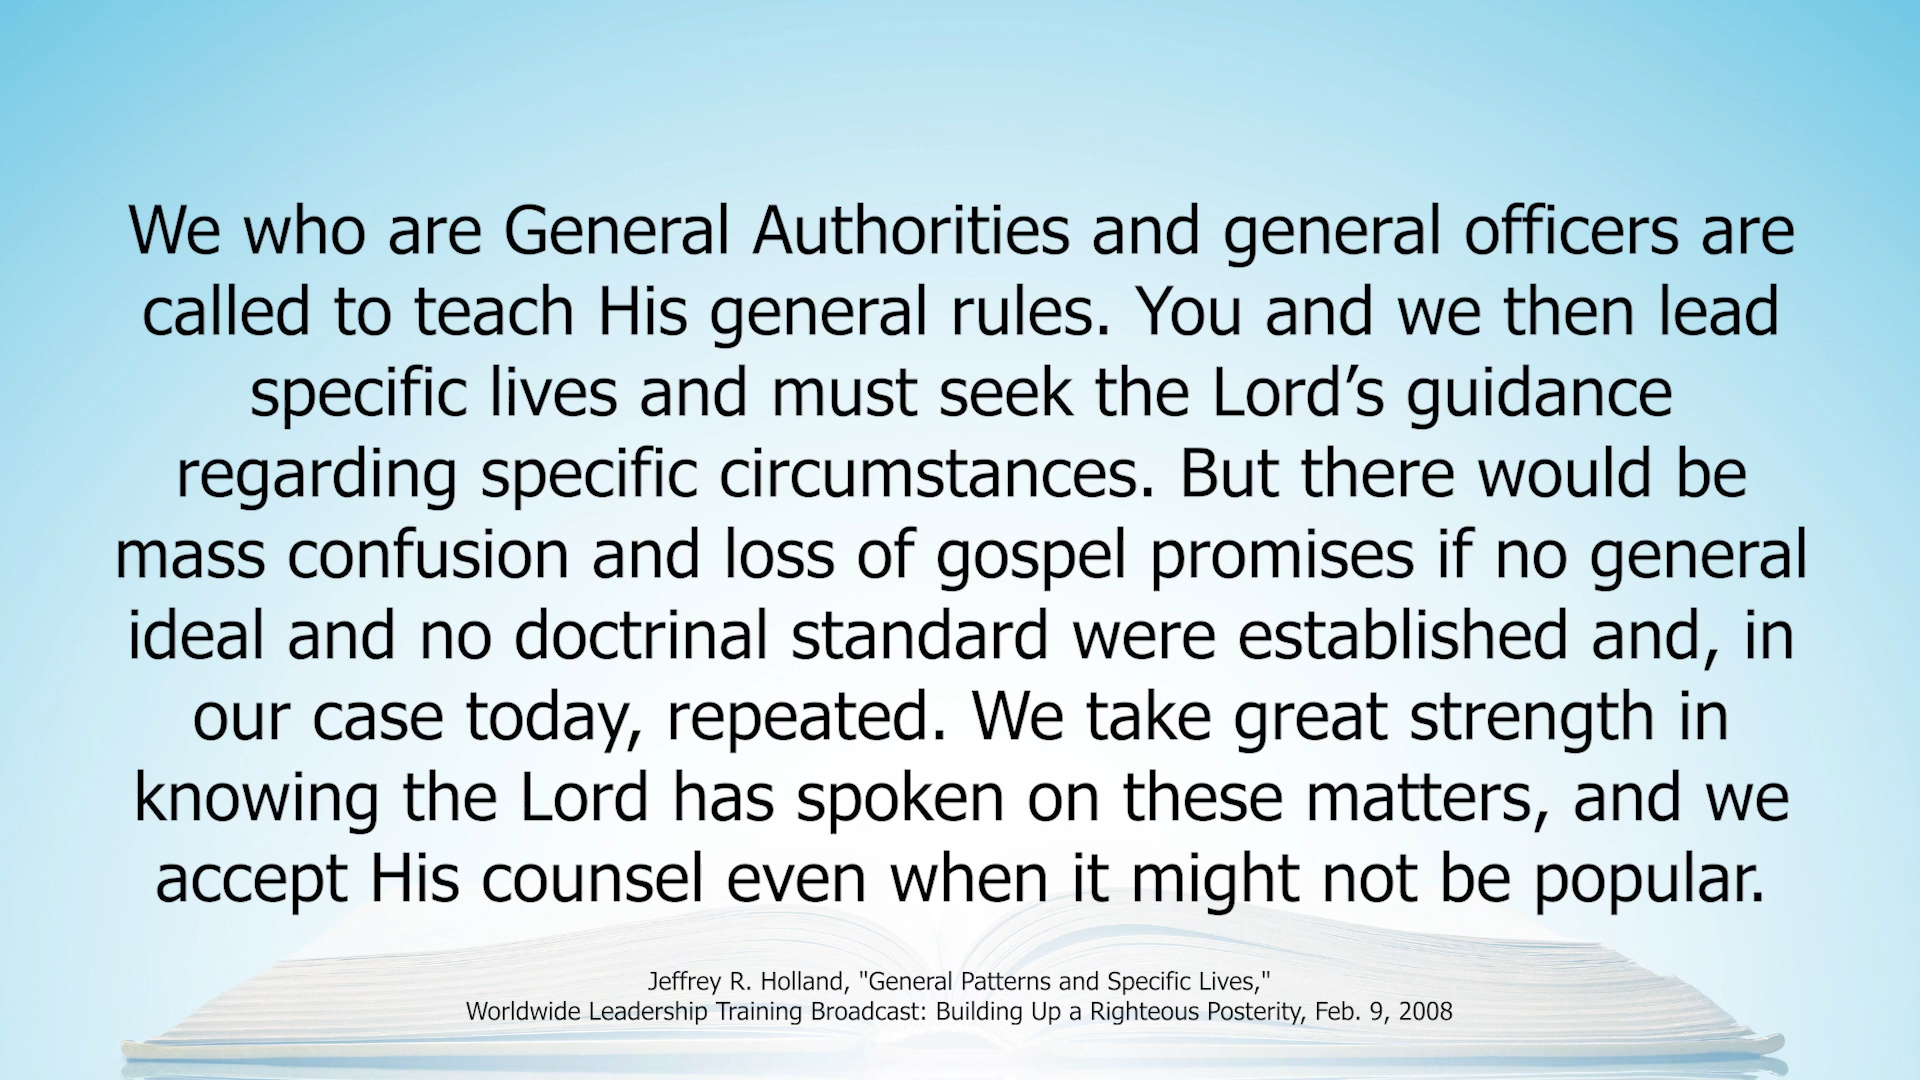 We who are General Authorities and general officers are
called to teach His general rules. You and we then lead
specific lives and must seek the Lord’s guidance
regarding specific circumstances. But there would be
mass confusion and loss of gospel promises if no general
ideal and no doctrinal standard were established and, in
our case today, repeated. We take great strength in
knowing the Lord has spoken on these matters, and we
accept His counsel even when it might not be popular.
Jeffrey R. Holland, "General Patterns and Specific Lives,"
Worldwide Leadership Training Broadcast: Building Up a Righteous Posterity, Feb. 9, 2008